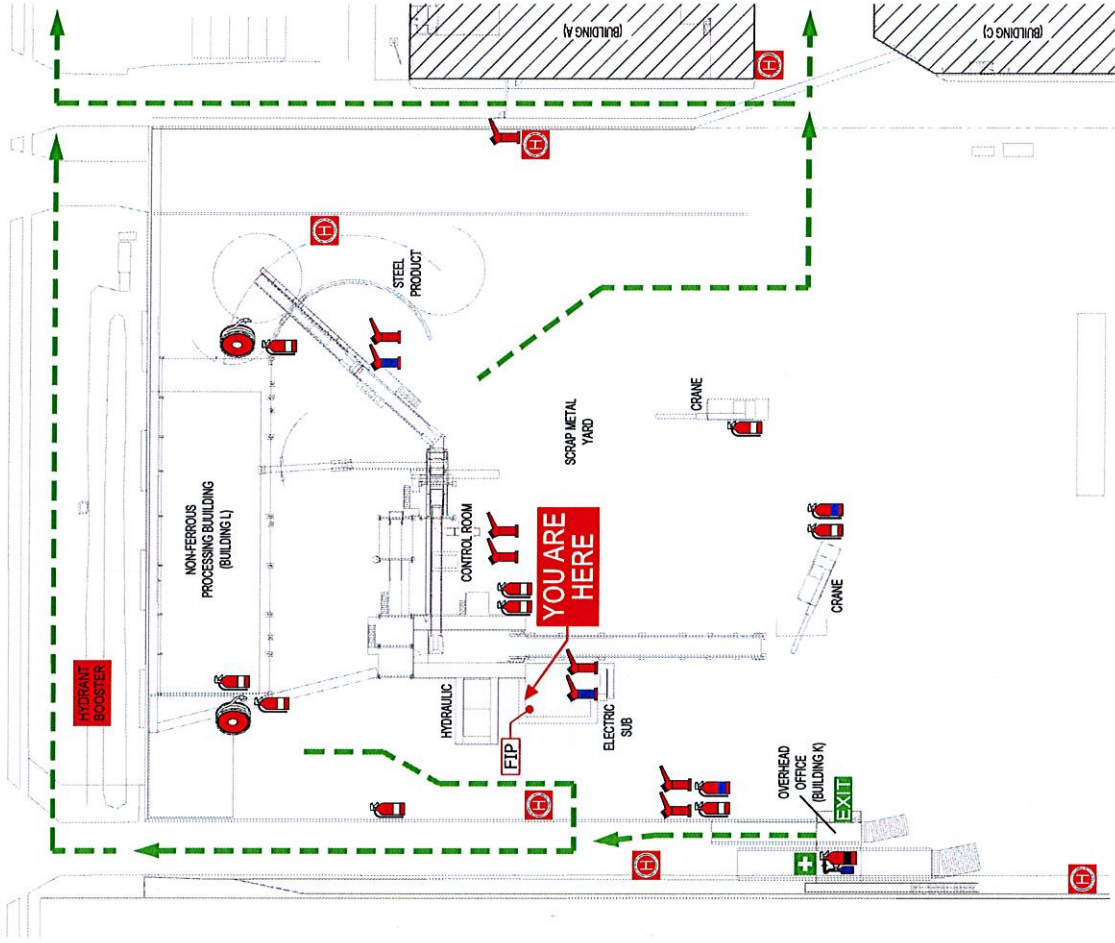 (BUILDING A)
(BUILDING C)
H
H
H
STEEL
PRODUCT
NON-FERROUS
PROCESSING BUUILDING
(BUILDING L)
HYDRANT
BOOSTER
SCRAP METAL
YARD
CRANE
CONTROL ROOM
YOU ARE
HERE
CRANE
HYDRAULIC
FIP
ELECTRIC
SUB
H
OVERHEAD
OFFICE
(BUILDING K)
EXIT
H
H